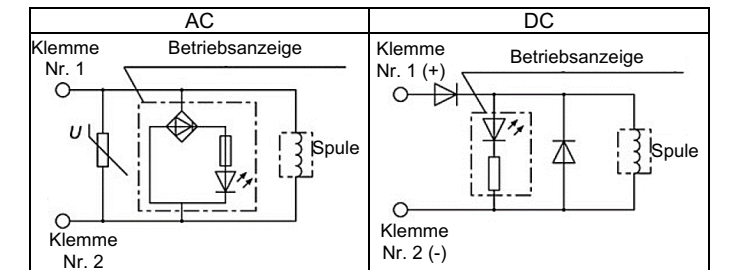 AC
Klemme
Nr. 1
Betriebsanzeige
U
Spule
Klemme
Nr. 2
DC
Klemme
Nr. 1 (+)
Betriebsanzeige
Spule
Klemme
Nr. 2 (-)